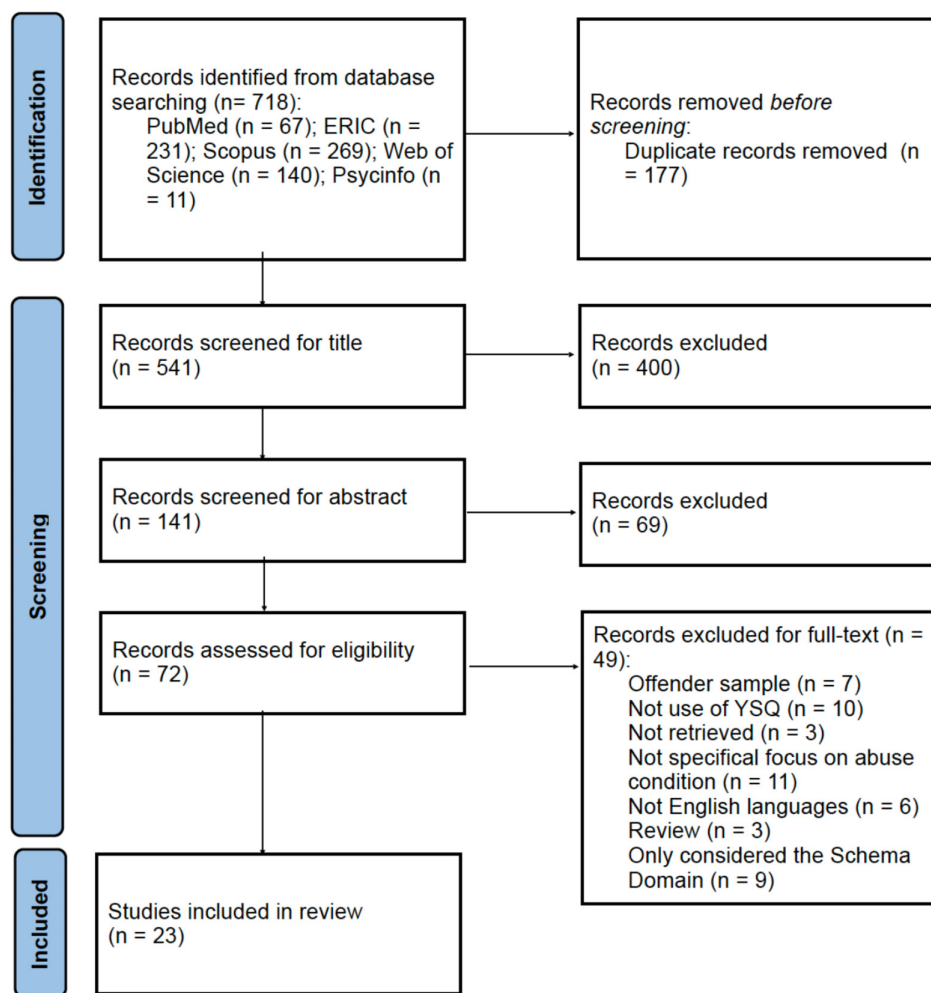 Identification
Records identified from database
searching (n= 718):
PubMed (n = 67); ERIC (n =
231); Scopus (n = 269); Web of
Science (n = 140); Psycinfo (n
= 11)
Records removed before
screening:
Duplicate records removed (n
= 177)
Screening
Records screened for title
(n = 541)
Records excluded
(n = 400)
Records screened for abstract
(n = 141)
Records excluded
(n = 69)
Records assessed for eligibility
(n = 72)
Records excluded for full-text (n =
49):
Offender sample (n = 7)
Not use of YSQ (n = 10)
Not retrieved (n = 3)
Not specifical focus on abuse
condition (n = 11)
Not English languages (n = 6)
Review (n = 3)
Only considered the Schema
Domain (n = 9)
Included
Studies included in review
(n = 23)